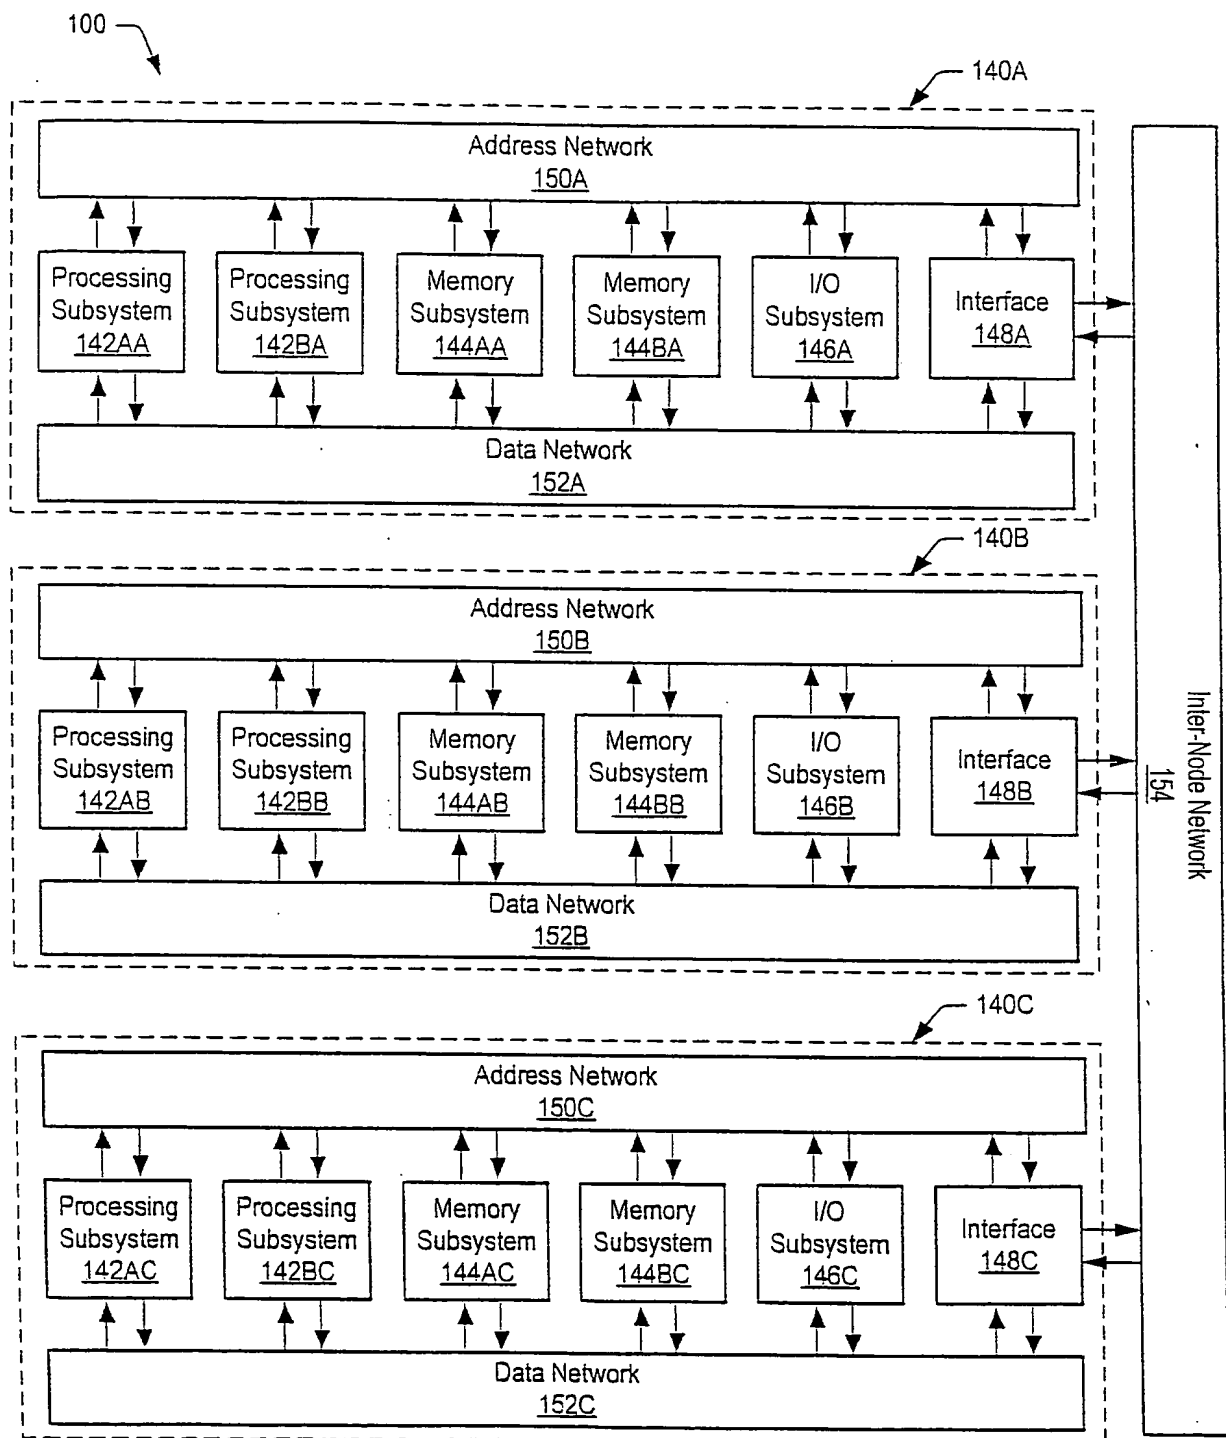 100
140A
Address Network
150A
Processing
Subsystem
142AA
Processing
Subsystem
142BA
Memory
Subsystem
144AA
Memory
Subsystem
144BA
I/O
Subsystem
146A
Interface
148A
Data Network
152A
140B
Address Network
150B
Processing
Subsystem
142AB
Processing
Subsystem
142BB
Memory
Subsystem
144AB
Memory
Subsystem
144BB
I/O
Subsystem
146B
Interface
148B
Data Network
152B
140C
Address Network
150C
Processing
Subsystem
142AC
Processing
Subsystem
142BC
Memory
Subsystem
144AC
Memory
Subsystem
144BC
I/O
Subsystem
146C
Interface
148C
Data Network
152C
Inter-Node Network
154